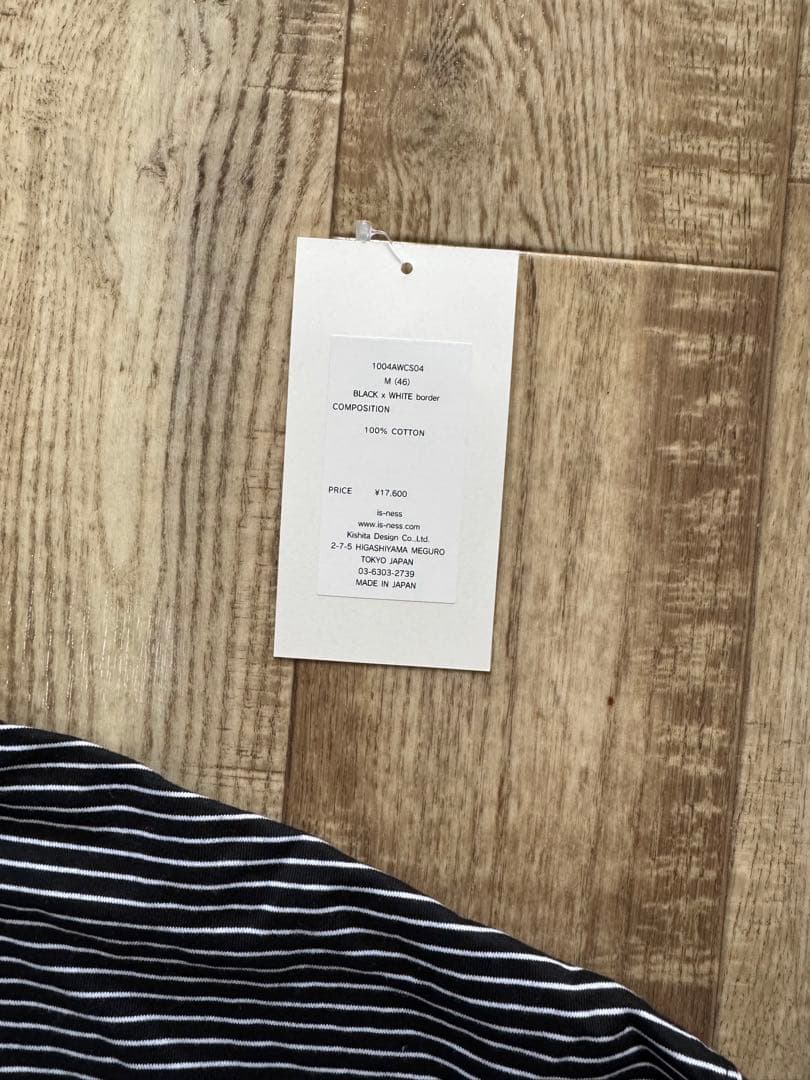 1004AWCS04
M (46)
BLACK x WHITE border
COMPOSITION
100% COTTON
PRICE ¥17,600
is-ness
www.is-ness.com
Kishita Design Co.,Ltd.
2-7-5 HIGASHIYAMA MEGURO
TOKYO JAPAN
03-6303-2739
MADE IN JAPAN